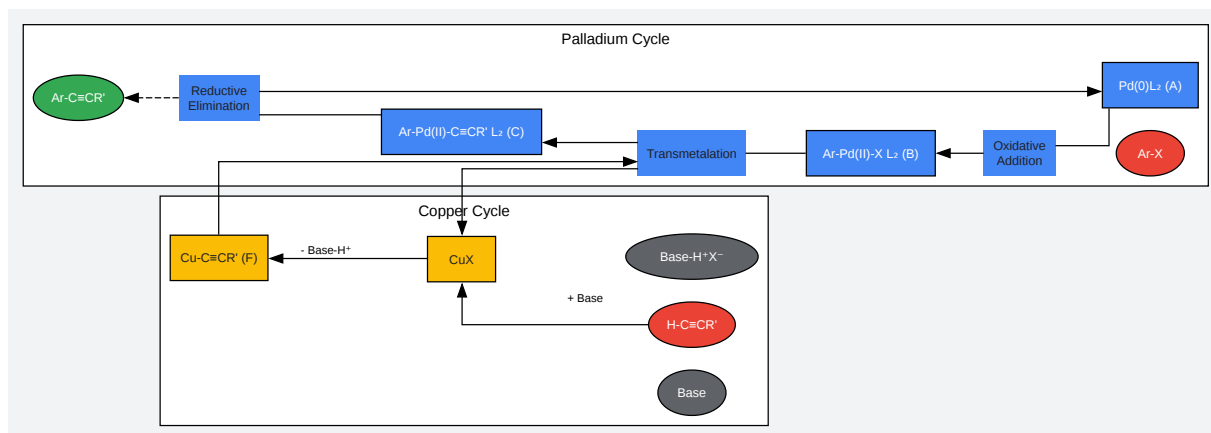 Palladium Cycle
Ar-C≡CR'
Reductive
Elimination
Pd(0)L₂ (A)
Ar-Pd(II)-C≡CR' L₂ (C)
Transmetalation
Ar-Pd(II)-X L₂ (B)
Oxidative
Addition
Ar-X
Copper Cycle
Cu-C≡CR' (F)
- Base-H⁺
CuX
Base-H⁺X⁻
+ Base
H-C≡CR'
Base